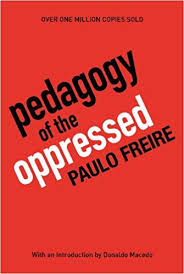 OVER ONE MILLION COPIES SOLD
pedagogy
of the
oppressed
PAULO FREIRE
With an Introduction by Donaldo Macedo